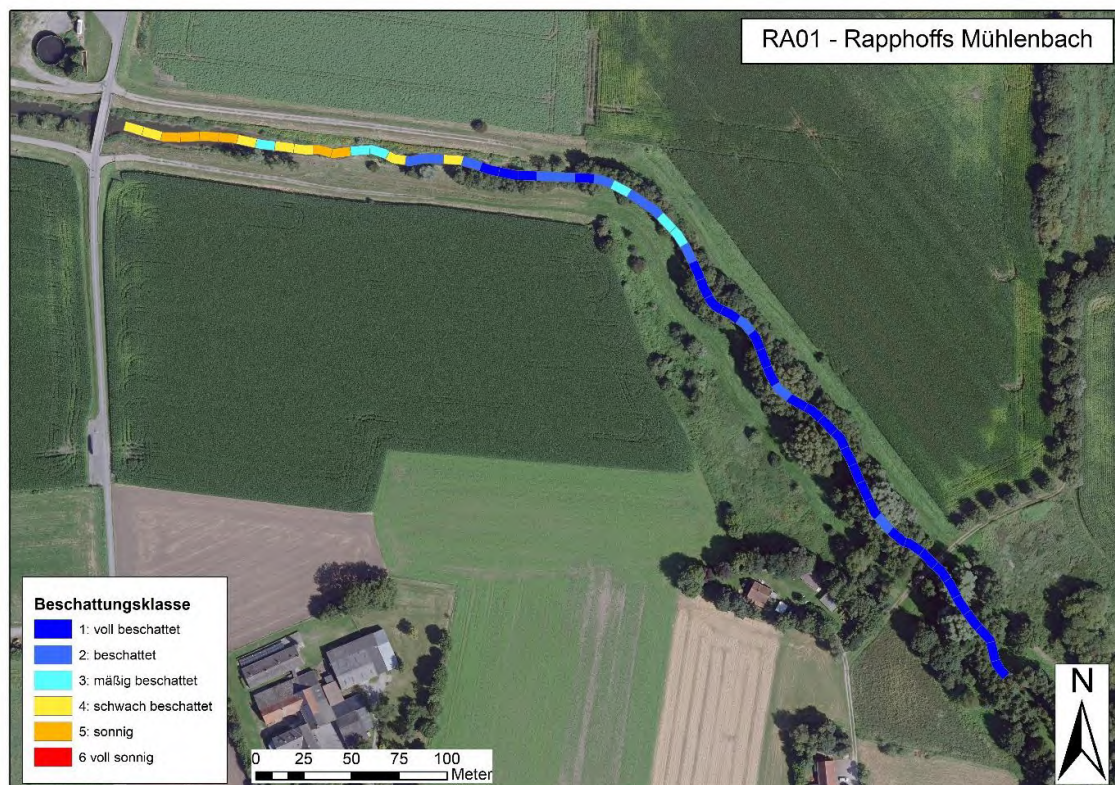 RA01 - Rapphoffs Mühlenbach
Beschattungsklasse
1: voll beschattet
2: beschattet
3: mäßig beschattet
4: schwach beschattet
5: sonnig
6 voll sonnig
0 25 50 75 100
Meter
N